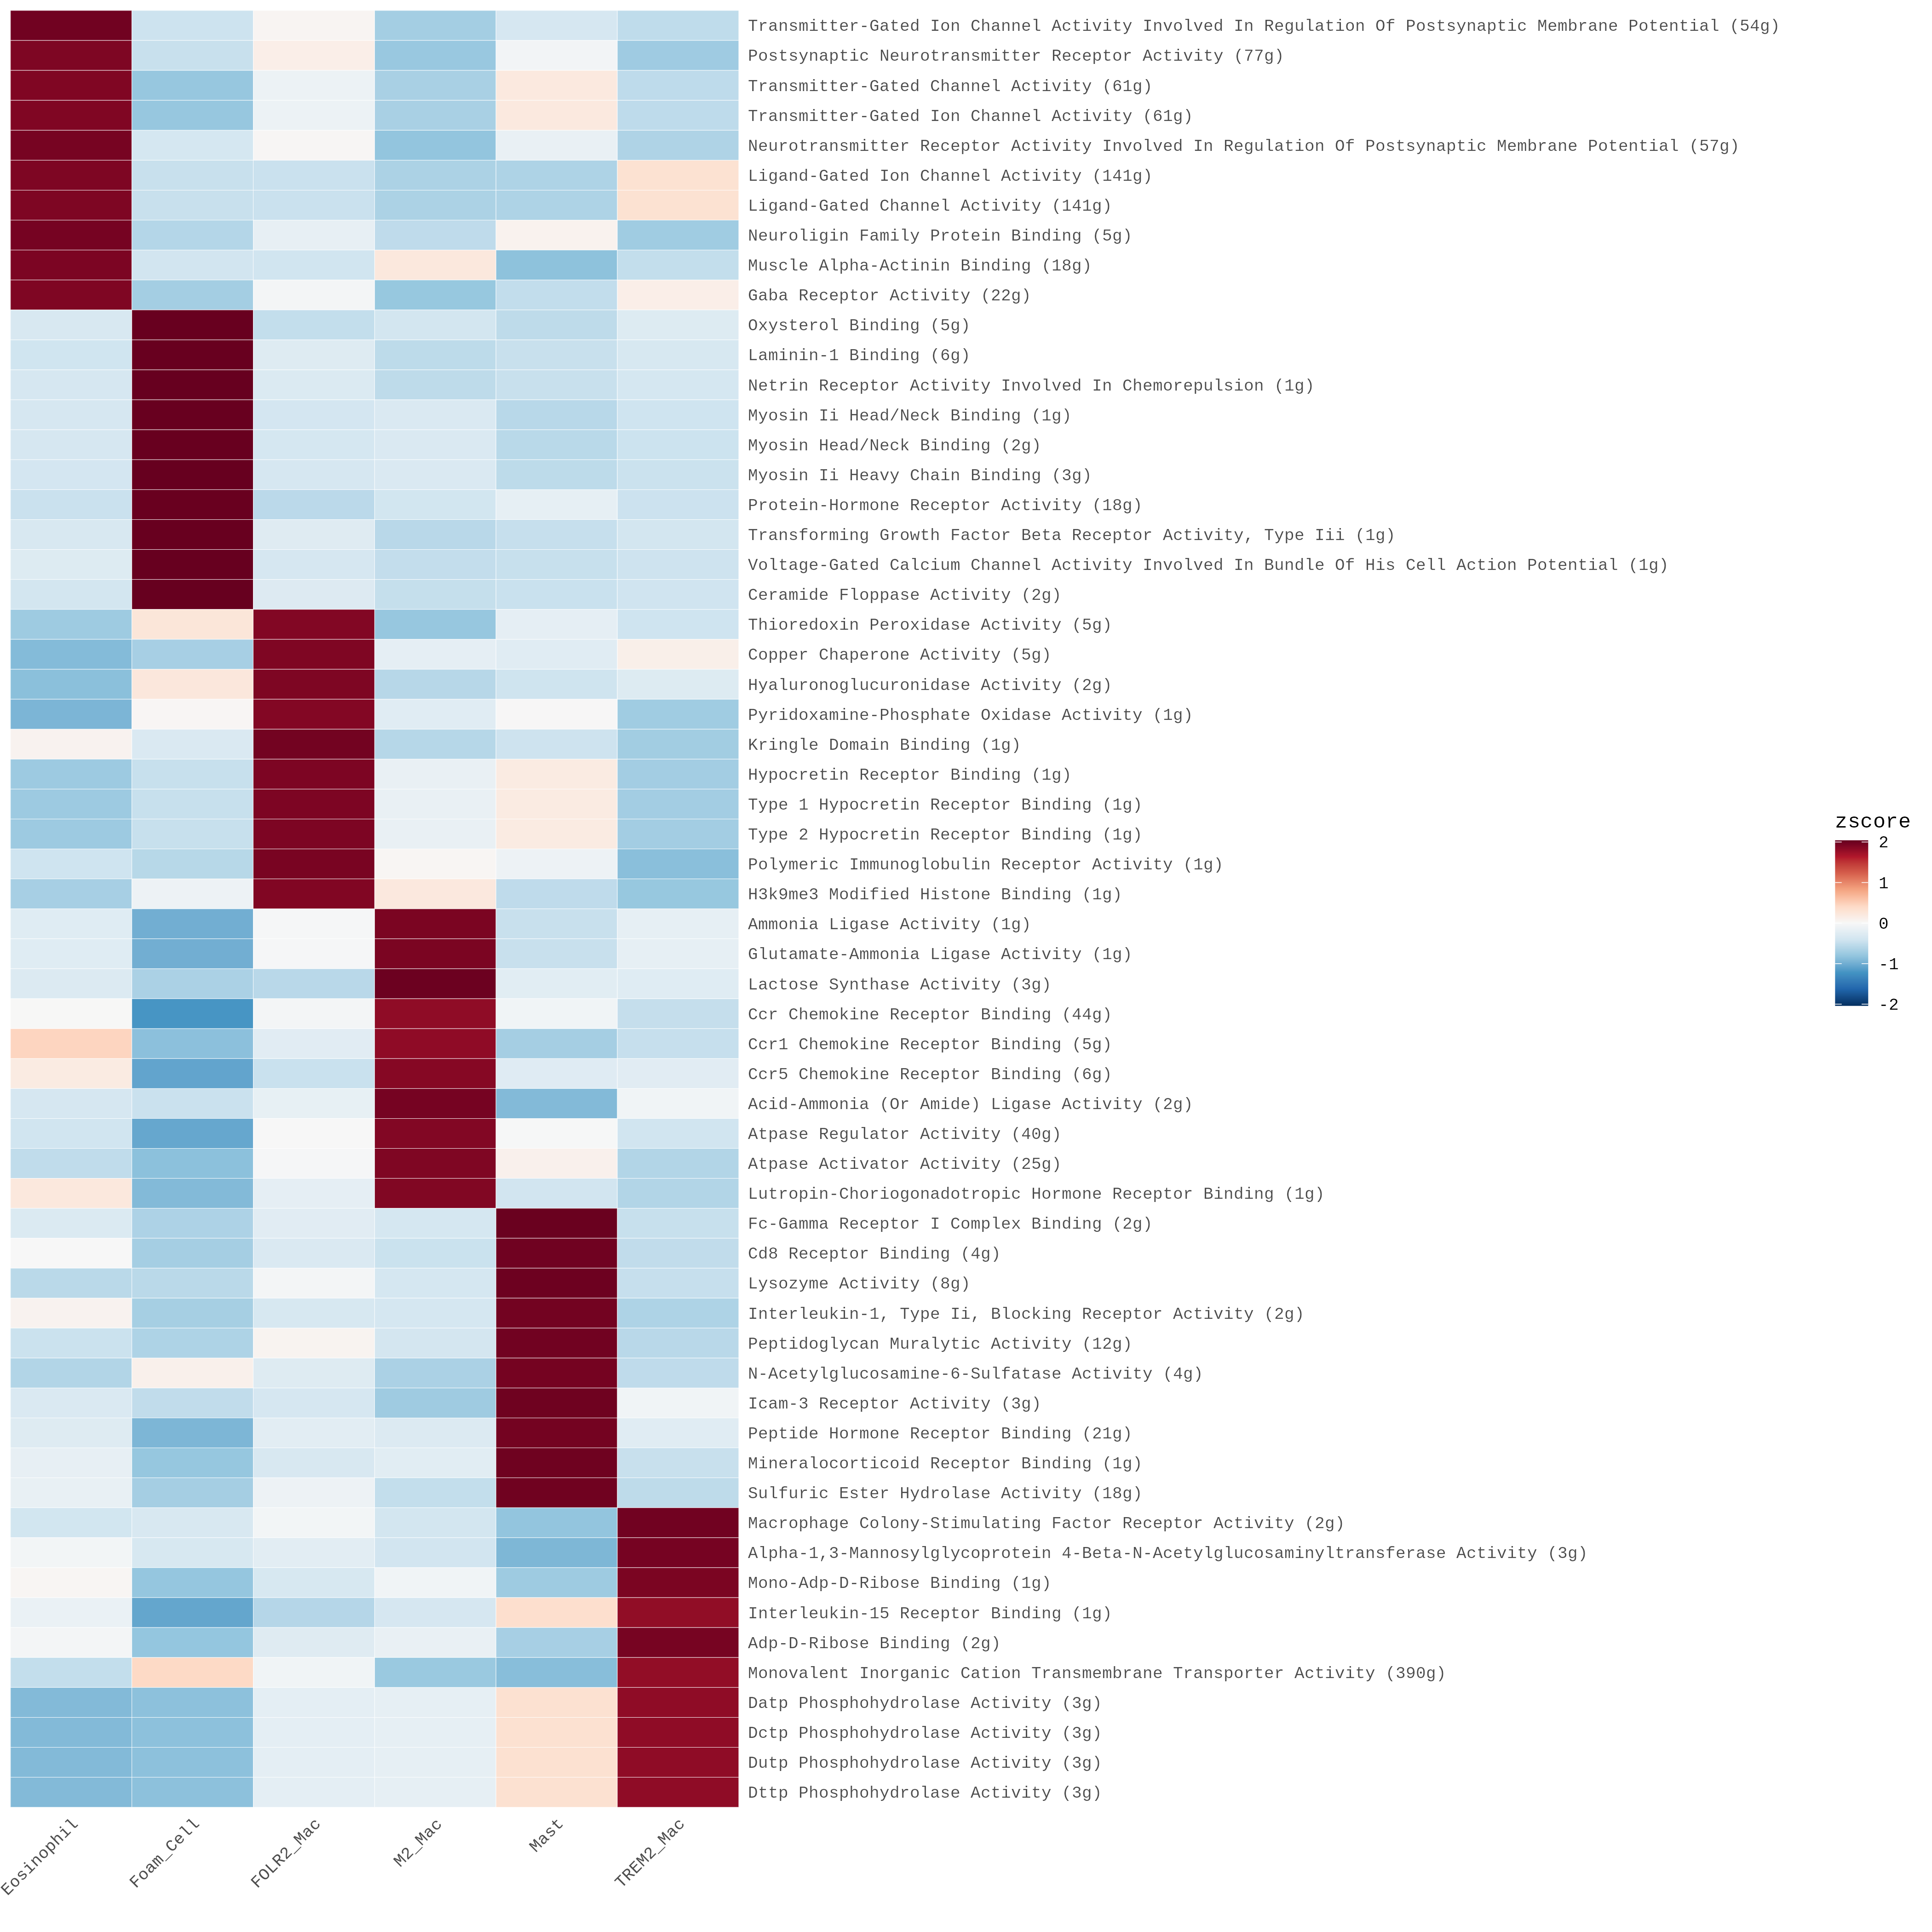 Transmitter-Gated Ion Channel Activity Involved In Regulation Of Postsynaptic Membrane Potential (54g)
Postsynaptic Neurotransmitter Receptor Activity (77g)
Transmitter-Gated Channel Activity (61g)
Transmitter-Gated Ion Channel Activity (61g)
Neurotransmitter Receptor Activity Involved In Regulation Of Postsynaptic Membrane Potential (57g)
Ligand-Gated Ion Channel Activity (141g)
Ligand-Gated Channel Activity (141g)
Neuroligin Family Protein Binding (5g)
Muscle Alpha-Actinin Binding (18g)
Gaba Receptor Activity (22g)
Oxysterol Binding (5g)
Laminin-1 Binding (6g)
Netrin Receptor Activity Involved In Chemorepulsion (1g)
Myosin Ii Head/Neck Binding (1g)
Myosin Head/Neck Binding (2g)
Myosin Ii Heavy Chain Binding (3g)
Protein-Hormone Receptor Activity (18g)
Transforming Growth Factor Beta Receptor Activity, Type Iii (1g)
Voltage-Gated Calcium Channel Activity Involved In Bundle Of His Cell Action Potential (1g)
Ceramide Floppase Activity (2g)
Thioredoxin Peroxidase Activity (5g)
Copper Chaperone Activity (5g)
Hyaluronoglucuronidase Activity (2g)
Pyridoxamine-Phosphate Oxidase Activity (1g)
Kringle Domain Binding (1g)
Hypocretin Receptor Binding (1g)
Type 1 Hypocretin Receptor Binding (1g)
Type 2 Hypocretin Receptor Binding (1g)
Polymeric Immunoglobulin Receptor Activity (1g)
H3k9me3 Modified Histone Binding (1g)
Ammonia Ligase Activity (1g)
Glutamate-Ammonia Ligase Activity (1g)
Lactose Synthase Activity (3g)
Ccr Chemokine Receptor Binding (44g)
Ccr1 Chemokine Receptor Binding (5g)
Ccr5 Chemokine Receptor Binding (6g)
Acid-Ammonia (Or Amide) Ligase Activity (2g)
Atpase Regulator Activity (40g)
Atpase Activator Activity (25g)
Lutropin-Choriogonadotropic Hormone Receptor Binding (1g)
Fc-Gamma Receptor I Complex Binding (2g)
Cd8 Receptor Binding (4g)
Lysozyme Activity (8g)
Interleukin-1, Type Ii, Blocking Receptor Activity (2g)
Peptidoglycan Muralytic Activity (12g)
N-Acetylglucosamine-6-Sulfatase Activity (4g)
Icam-3 Receptor Activity (3g)
Peptide Hormone Receptor Binding (21g)
Mineralocorticoid Receptor Binding (1g)
Sulfuric Ester Hydrolase Activity (18g)
Macrophage Colony-Stimulating Factor Receptor Activity (2g)
Alpha-1,3-Mannosylglycoprotein 4-Beta-N-Acetylglucosaminyltransferase Activity (3g)
Mono-Adp-D-Ribose Binding (1g)
Interleukin-15 Receptor Binding (1g)
Adp-D-Ribose Binding (2g)
Monovalent Inorganic Cation Transmembrane Transporter Activity (390g)
Datp Phosphohydrolase Activity (3g)
Dctp Phosphohydrolase Activity (3g)
Dutp Phosphohydrolase Activity (3g)
Dttp Phosphohydrolase Activity (3g)
Eosinophil
Foam_Cell
FOLR2_Mac
M2_Mac
Mast
TREM2_Mac
zscore
2
1
0
-1
-2